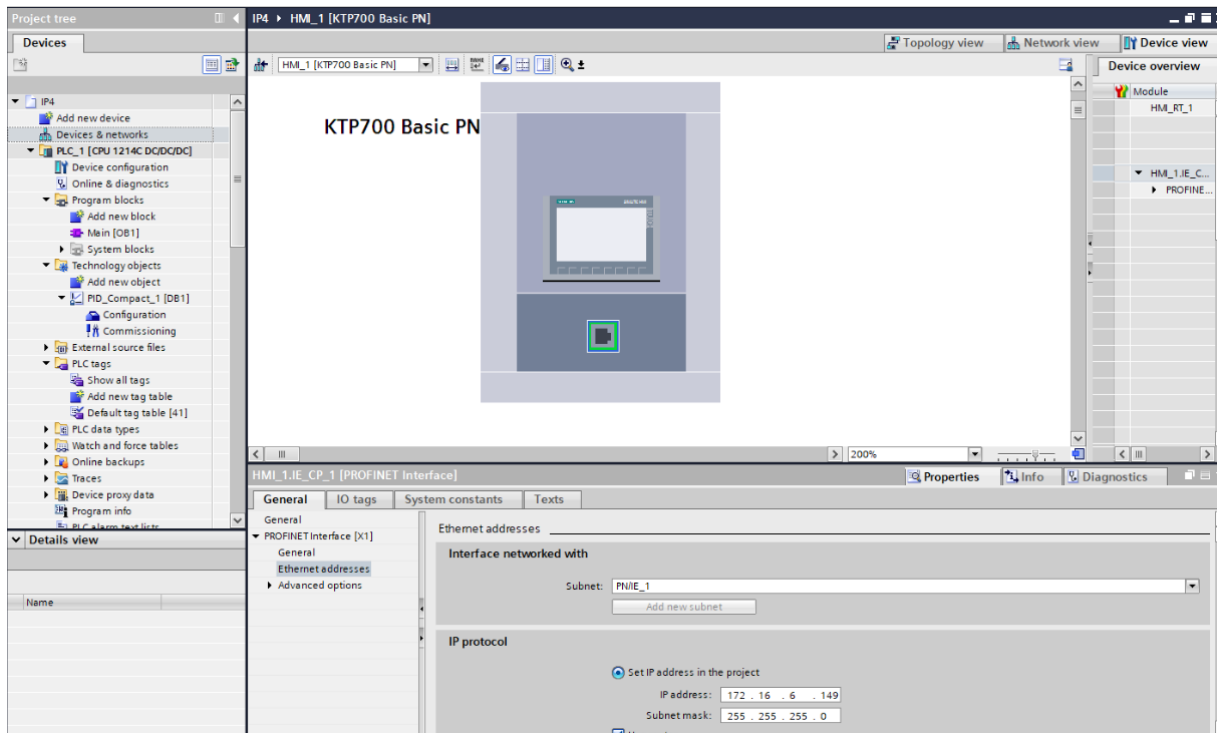 Project tree
IP4 ▸ HMI_1 [KTP700 Basic PN]
Devices
Topology view
Network view
Device view
HMI_1 [KTP700 Basic PN]
Device overview
Module
HMI_RT_1
HMI_1.IE_C...
PROFINE...
IP4
Add new device
Devices & networks
PLC_1 [CPU 1214C DC/DC/DC]
Device configuration
Online & diagnostics
Program blocks
Add new block
Main [OB1]
System blocks
Technology objects
Add new object
PID_Compact_1 [DB1]
Configuration
Commissioning
External source files
PLC tags
Show all tags
Add new tag table
Default tag table [41]
PLC data types
Watch and force tables
Online backups
Traces
Device proxy data
Program info
PLC alarm text lists
KTP700 Basic PN
200%
Details view
Name
HMI_1.IE_CP_1 [PROFINET Interface]
Properties
Info
Diagnostics
General
IO tags
System constants
Texts
General
PROFINET Interface [X1]
General
Ethernet addresses
Advanced options
Ethernet addresses
Interface networked with
Subnet: PN/IE_1
Add new subnet
IP protocol
Set IP address in the project
IP address: 172 . 16 . 6 . 149
Subnet mask: 255 . 255 . 255 . 0